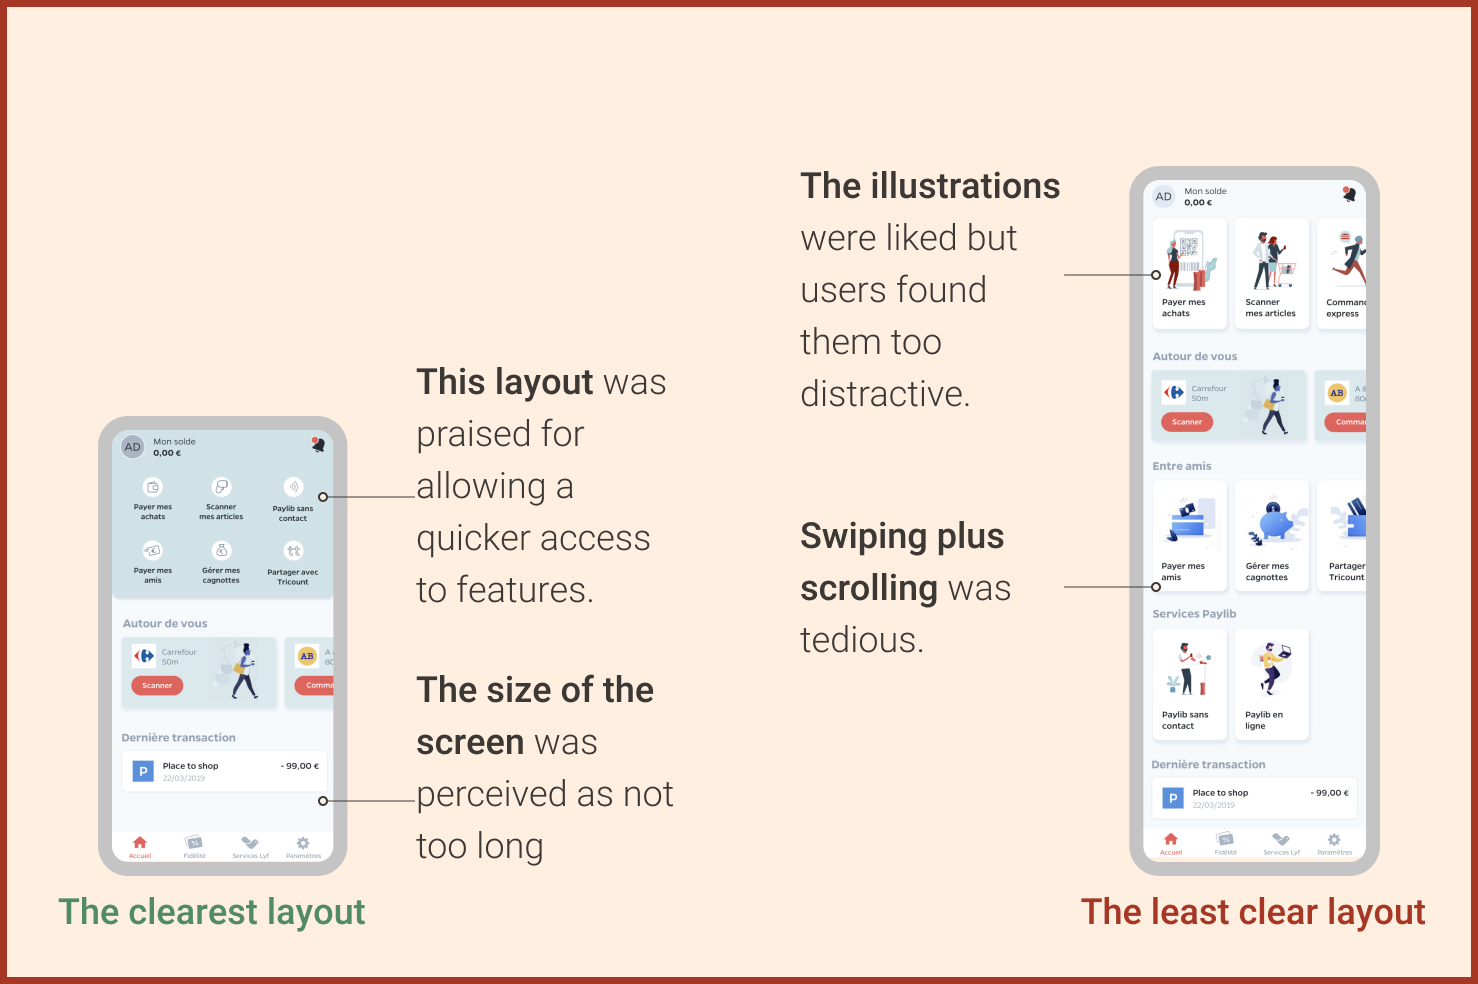 AD
Mon solde
0,00 €
Payer mes
achats
Scanner
mes articles
Paylib sans
contact
Payer mes
amis
Gérer mes
cagnottes
Partager avec
Tricount
Autour de vous
Carrefour
50m
Scanner
AB
A
80
Comma
Dernière transaction
P
Place to shop
- 99,00 €
22/03/2019
Accueil
Fidélité
Services Lyf
Paramètres
The clearest layout
This layout was
praised for
allowing a
quicker access
to features.
The size of the
screen was
perceived as not
too long
The illustrations
were liked but
users found
them too
distractive.
Swiping plus
scrolling was
tedious.
AD
Mon solde
0,00 €
Payer mes
achats
Scanner
mes articles
Comman
express
Autour de vous
Carrefour
50m
Scanner
AB
A
80
Comma
Entre amis
Payer mes
amis
Gérer mes
cagnottes
Partager
Tricount
Services Paylib
Paylib sans
contact
Paylib en
ligne
Dernière transaction
P
Place to shop
- 99,00 €
22/03/2019
Accueil
Fidélité
Services Lyf
Paramètres
The least clear layout